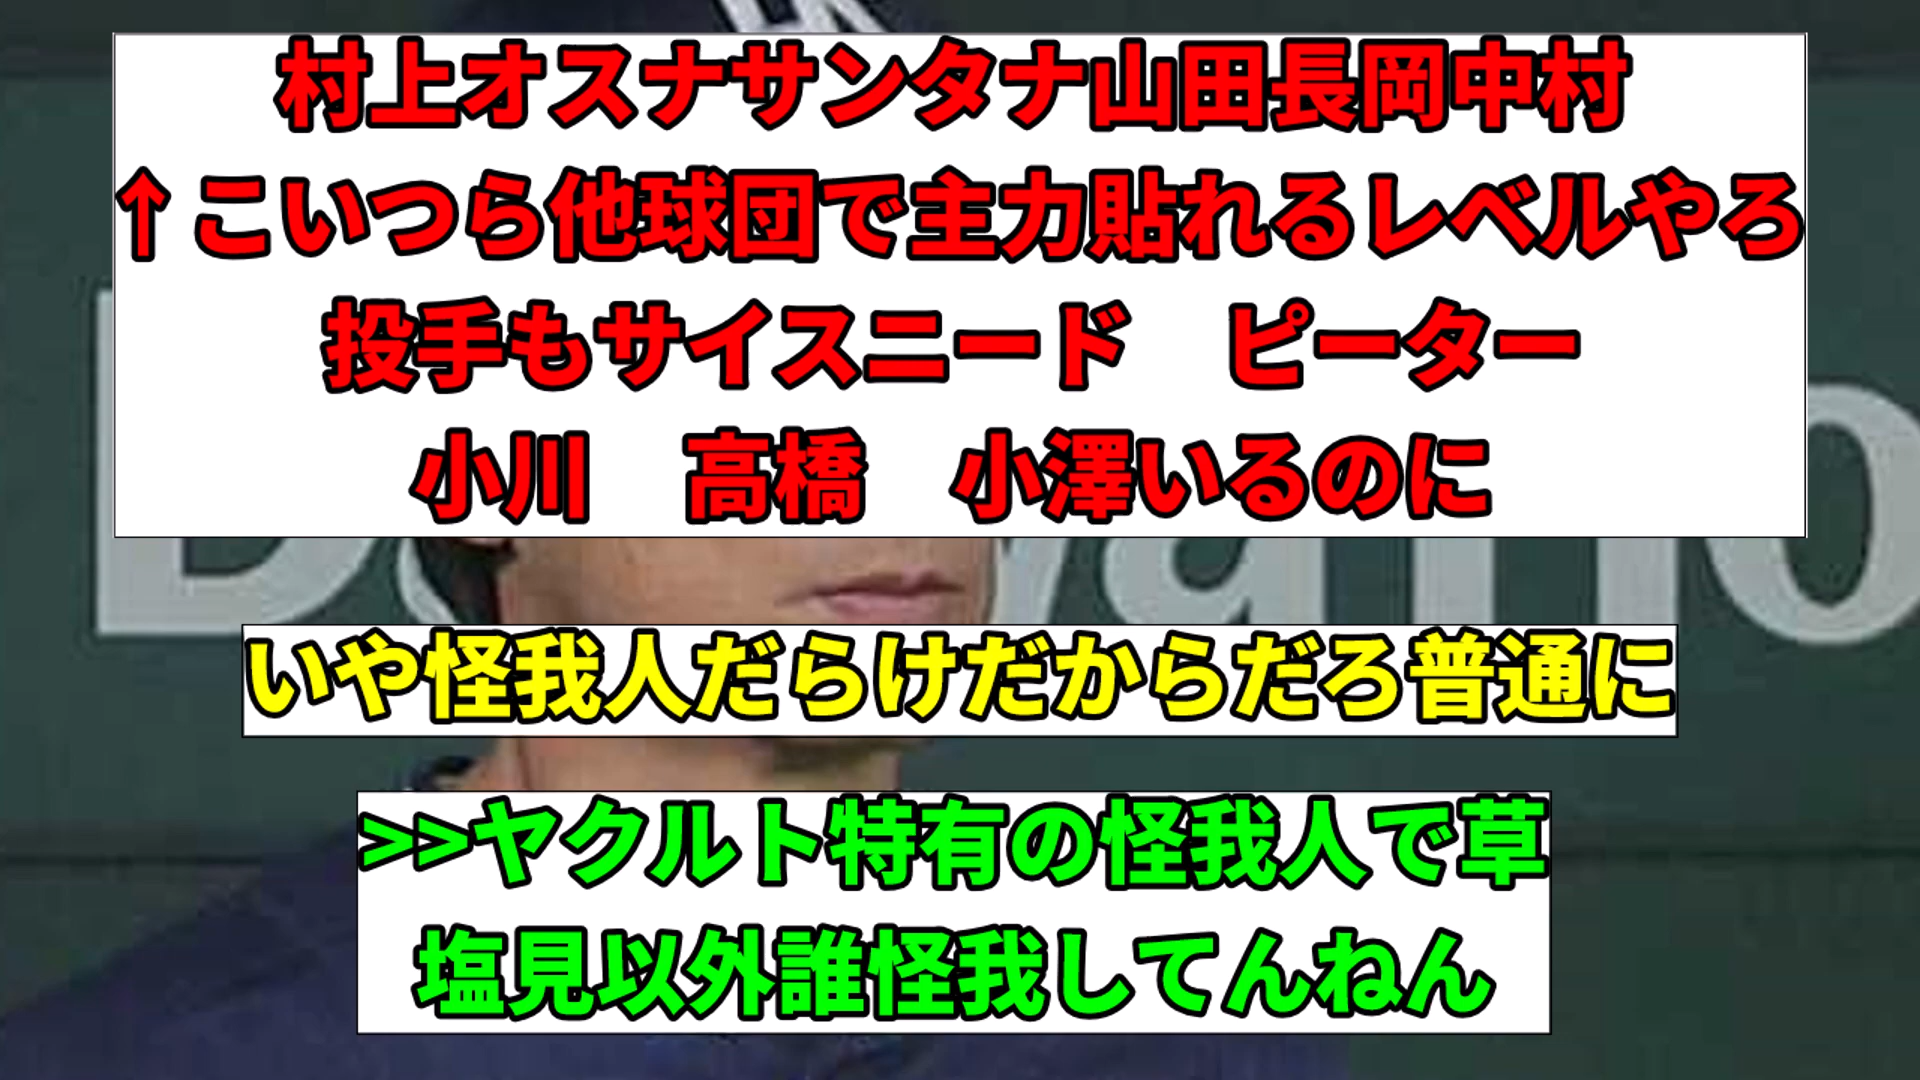 村上オスナサンタナ山田長岡中村
↑こいつら他球団で主力貼れるレベルやろ
投手もサイスニード　ピーター
小川　高橋　小澤いるのに
いや怪我人だらけだからだろ普通に
>>ヤクルト特有の怪我人で草
塩見以外誰怪我してんねん